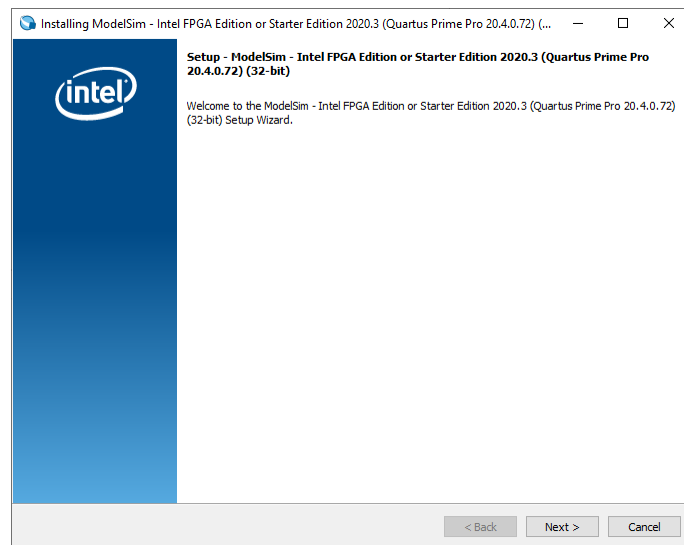 Installing ModelSim - Intel FPGA Edition or Starter Edition 2020.3 (Quartus Prime Pro 20.4.0.72) (...
intel
Setup - ModelSim - Intel FPGA Edition or Starter Edition 2020.3 (Quartus Prime Pro
20.4.0.72) (32-bit)
Welcome to the ModelSim - Intel FPGA Edition or Starter Edition 2020.3 (Quartus Prime Pro 20.4.0.72)
(32-bit) Setup Wizard.
< Back Next > Cancel